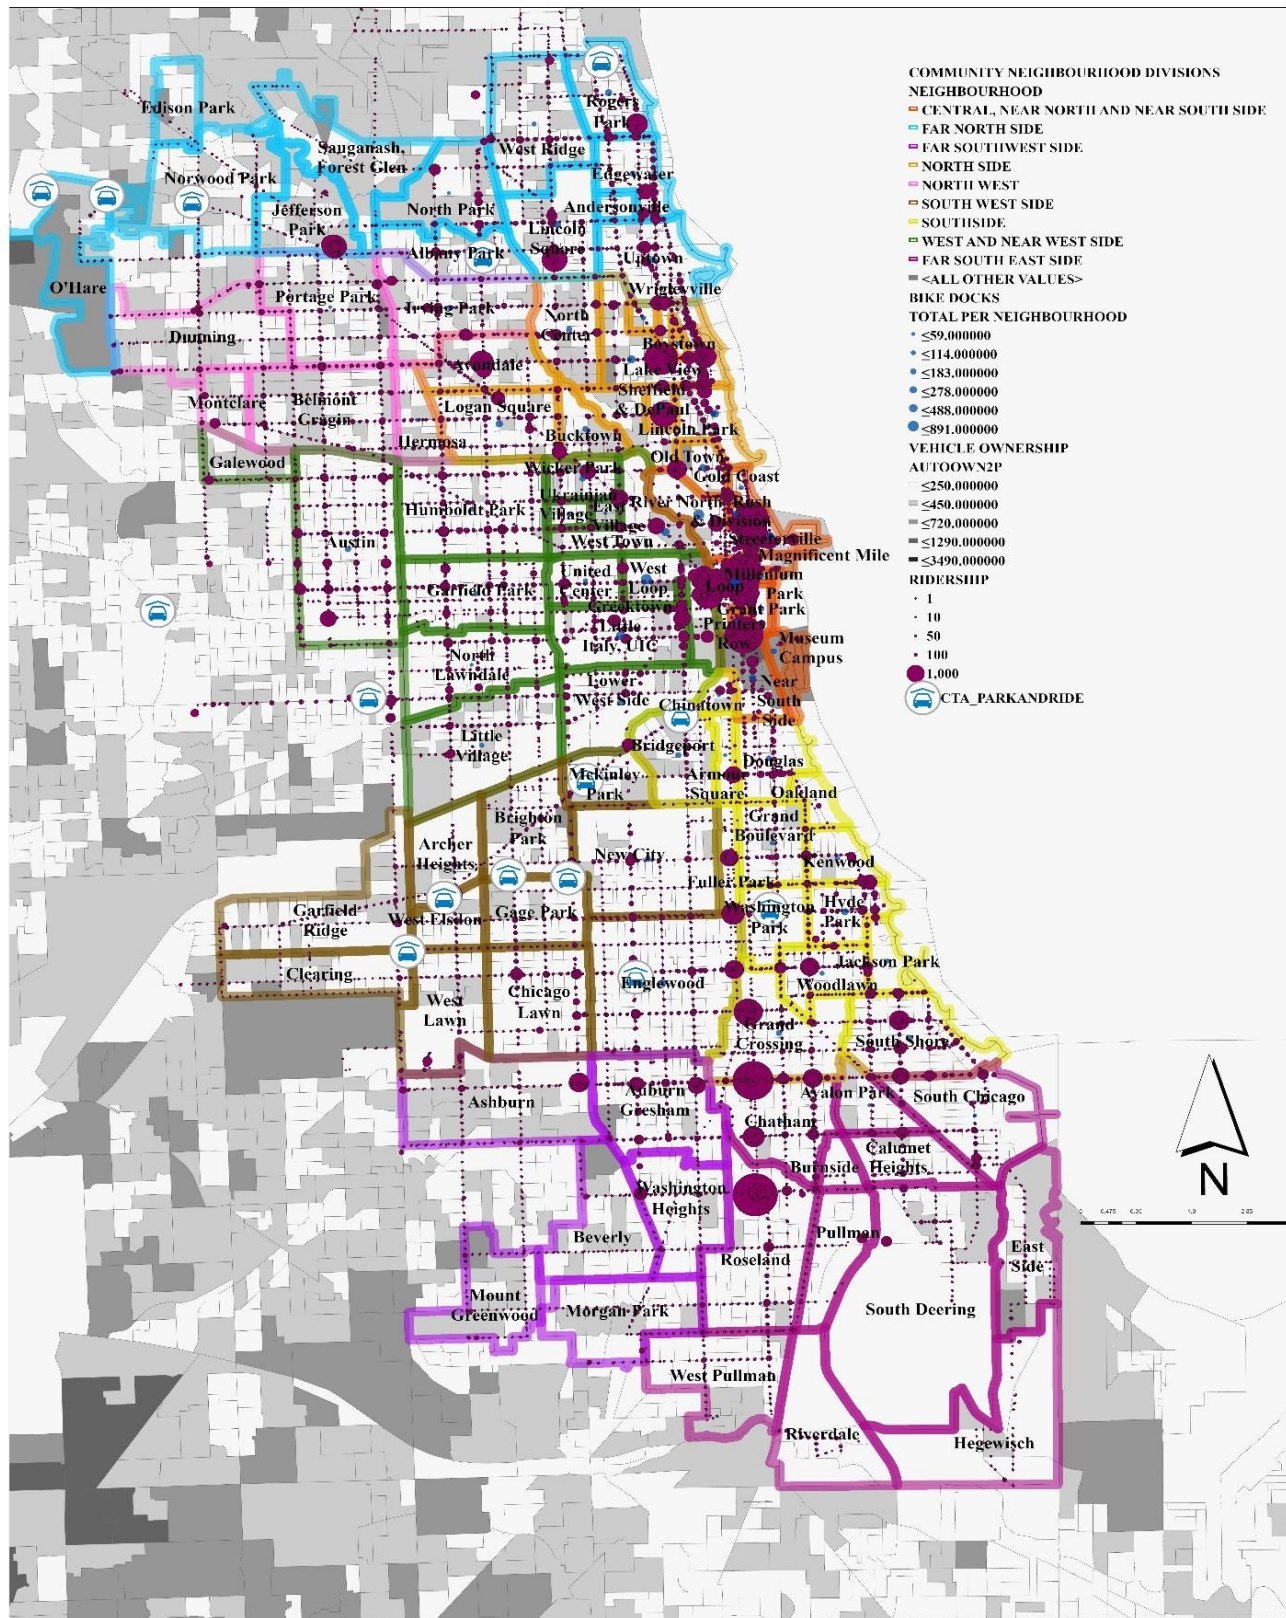 COMMUNITY NEIGHBOURHOOD DIVISIONS
NEIGHBOURHOOD
CENTRAL, NEAR NORTH AND NEAR SOUTH SIDE
FAR NORTH SIDE
FAR SOUTHWEST SIDE
NORTH SIDE
NORTH WEST
SOUTH WEST SIDE
SOUTHSIDE
WEST AND NEAR WEST SIDE
FAR SOUTH EAST SIDE
<ALL OTHER VALUES>
BIKE DOCKS
TOTAL PER NEIGHBOURHOOD
≤59.000000
≤114.000000
≤183.000000
≤278.000000
≤488.000000
≤891.000000
VEHICLE OWNERSHIP
AUTOOWN2P
≤250.000000
≤450.000000
≤720.000000
≤1290.000000
≤3490.000000
RIDERSHIP
1
10
50
100
1,000
CTA_PARKANDRIDE
Edison Park
Rogers
Park
Sauganash,
Forest Glen
West Ridge
Norwood Park
Edgewater
Jefferson
Park
North Park
Andersonville
Lincoln
Square
Albany Park
Uptown
O'Hare
Portage Park
Wrigleyville
Irving Park
North
Center
Dunning
Boystown
Avondale
Lake View
Montclare
Belmont
Cragin
Logan Square
Sheffield
& DePaul
Lincoln Park
Hermosa
Bucktown
Galewood
Wicker Park
Old Town
Gold Coast
Humboldt Park
Ukrainian
Village
East
Village
River North
Rush
& Division
Austin
West Town
Streeterville
Magnificent Mile
United
Center
West
Loop
Millenium
Park
Loop
Garfield Park
Greektown
Grant Park
Little
Italy, UIC
Printers
Row
Museum
Campus
North
Lawndale
Lower
West Side
Near
South
Side
Chinatown
Little
Village
Bridgeport
Mckinley
Park
Armour
Square
Douglas
Oakland
Brighton
Park
Grand
Boulevard
Archer
Heights
New City
Kenwood
Fuller Park
Garfield
Ridge
West Elsdon
Gage Park
Washington
Park
Hyde
Park
Clearing
Englewood
Jackson Park
West
Lawn
Chicago
Lawn
Woodlawn
Grand
Crossing
South Shore
Ashburn
Auburn
Gresham
Avalon Park
South Chicago
Chatham
Burnside
Calumet
Heights
Washington
Heights
Beverly
Roseland
Pullman
East
Side
Mount
Greenwood
Morgan Park
South Deering
West Pullman
Riverdale
Hegewisch
N